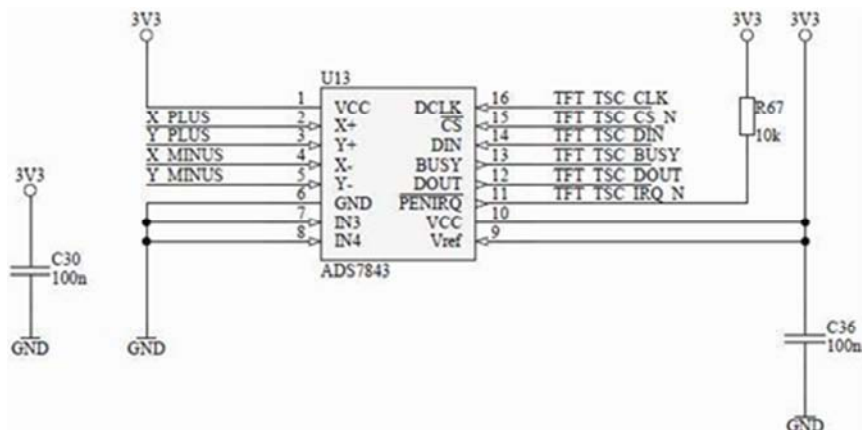 3V3
3V3
3V3
U13
1 VCC DCLK 16 TFT_TSC_CLK
X_PLUS 2 X+ CS 15 TFT_TSC_CS_N
Y_PLUS 3 Y+ DIN 14 TFT_TSC_DIN
X_MINUS 4 X- BUSY 13 TFT_TSC_BUSY
Y_MINUS 5 Y- DOUT 12 TFT_TSC_DOUT
6 GND PENIRQ 11 TFT_TSC_IRQ_N
7 IN3 VCC 10
8 IN4 Vref 9
ADS7843
R67
10k
3V3
C30
100n
GND
GND
C36
100n
GND